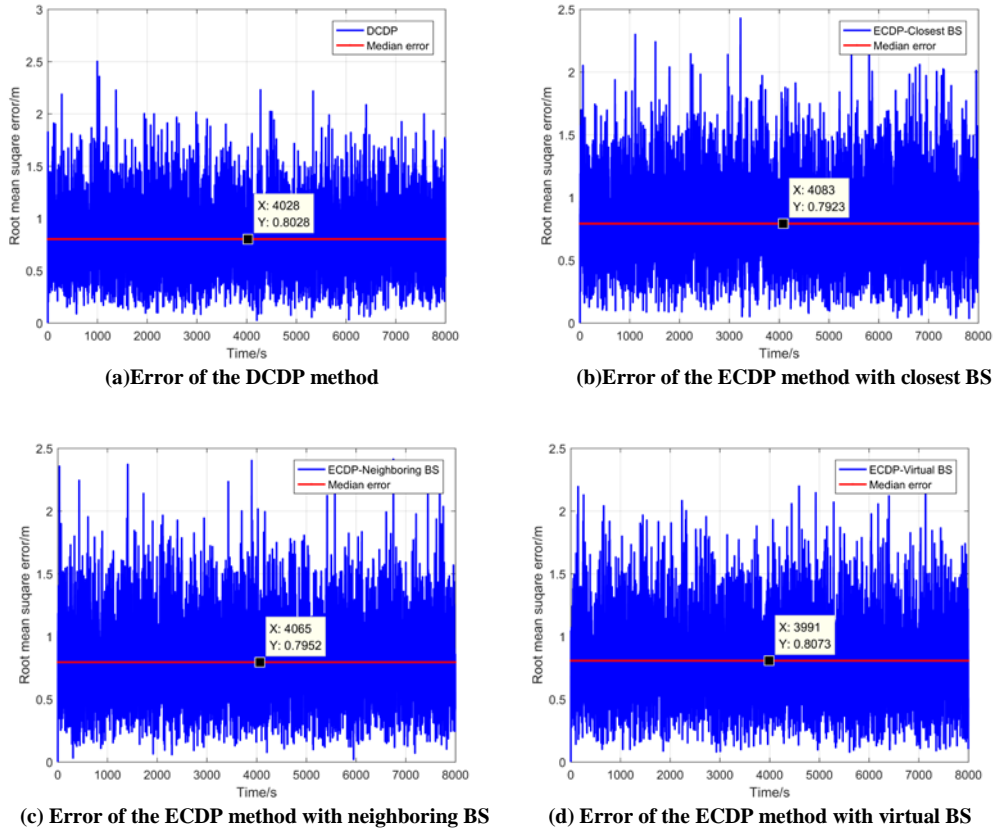 3
2.5
2
1.5
1
0.5
0
Root mean suqare error/m
DCDP
Median error
X: 4028
Y: 0.8028
0 1000 2000 3000 4000 5000 6000 7000 8000
Time/s
(a)Error of the DCDP method
2.5
2
1.5
1
0.5
0
Root mean suqare error/m
ECDP-Closest BS
Median error
X: 4083
Y: 0.7923
0 1000 2000 3000 4000 5000 6000 7000 8000
Time/s
(b)Error of the ECDP method with closest BS
2.5
2
1.5
1
0.5
0
Root mean suqare error/m
ECDP-Neighboring BS
Median error
X: 4065
Y: 0.7952
0 1000 2000 3000 4000 5000 6000 7000 8000
Time/s
(c) Error of the ECDP method with neighboring BS
2.5
2
1.5
1
0.5
0
Root mean suqare error/m
ECDP-Virtual BS
Median error
X: 3991
Y: 0.8073
0 1000 2000 3000 4000 5000 6000 7000 8000
Time/s
(d) Error of the ECDP method with virtual BS